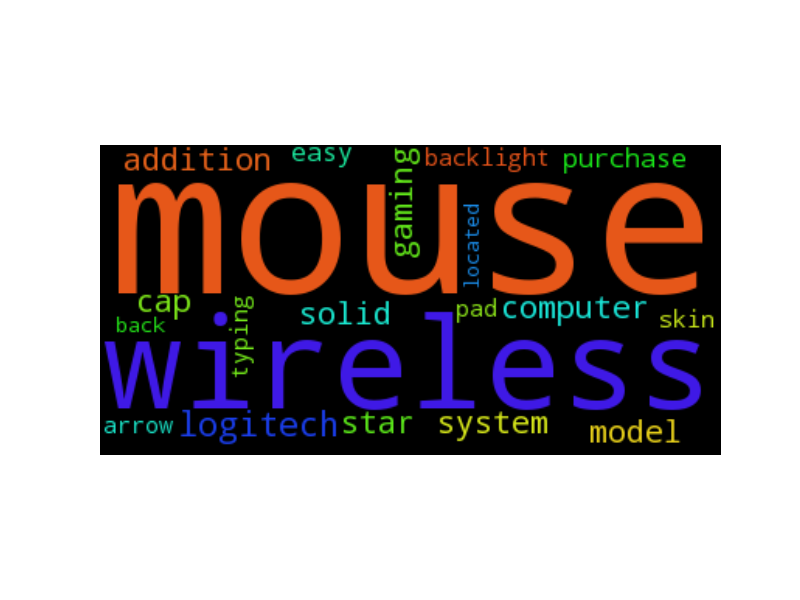 addition
easy
gaming
backlight
purchase
mouse
located
cap
back
typing
solid
pad
computer
skin
wireless
arrow
logitech
star
system
model